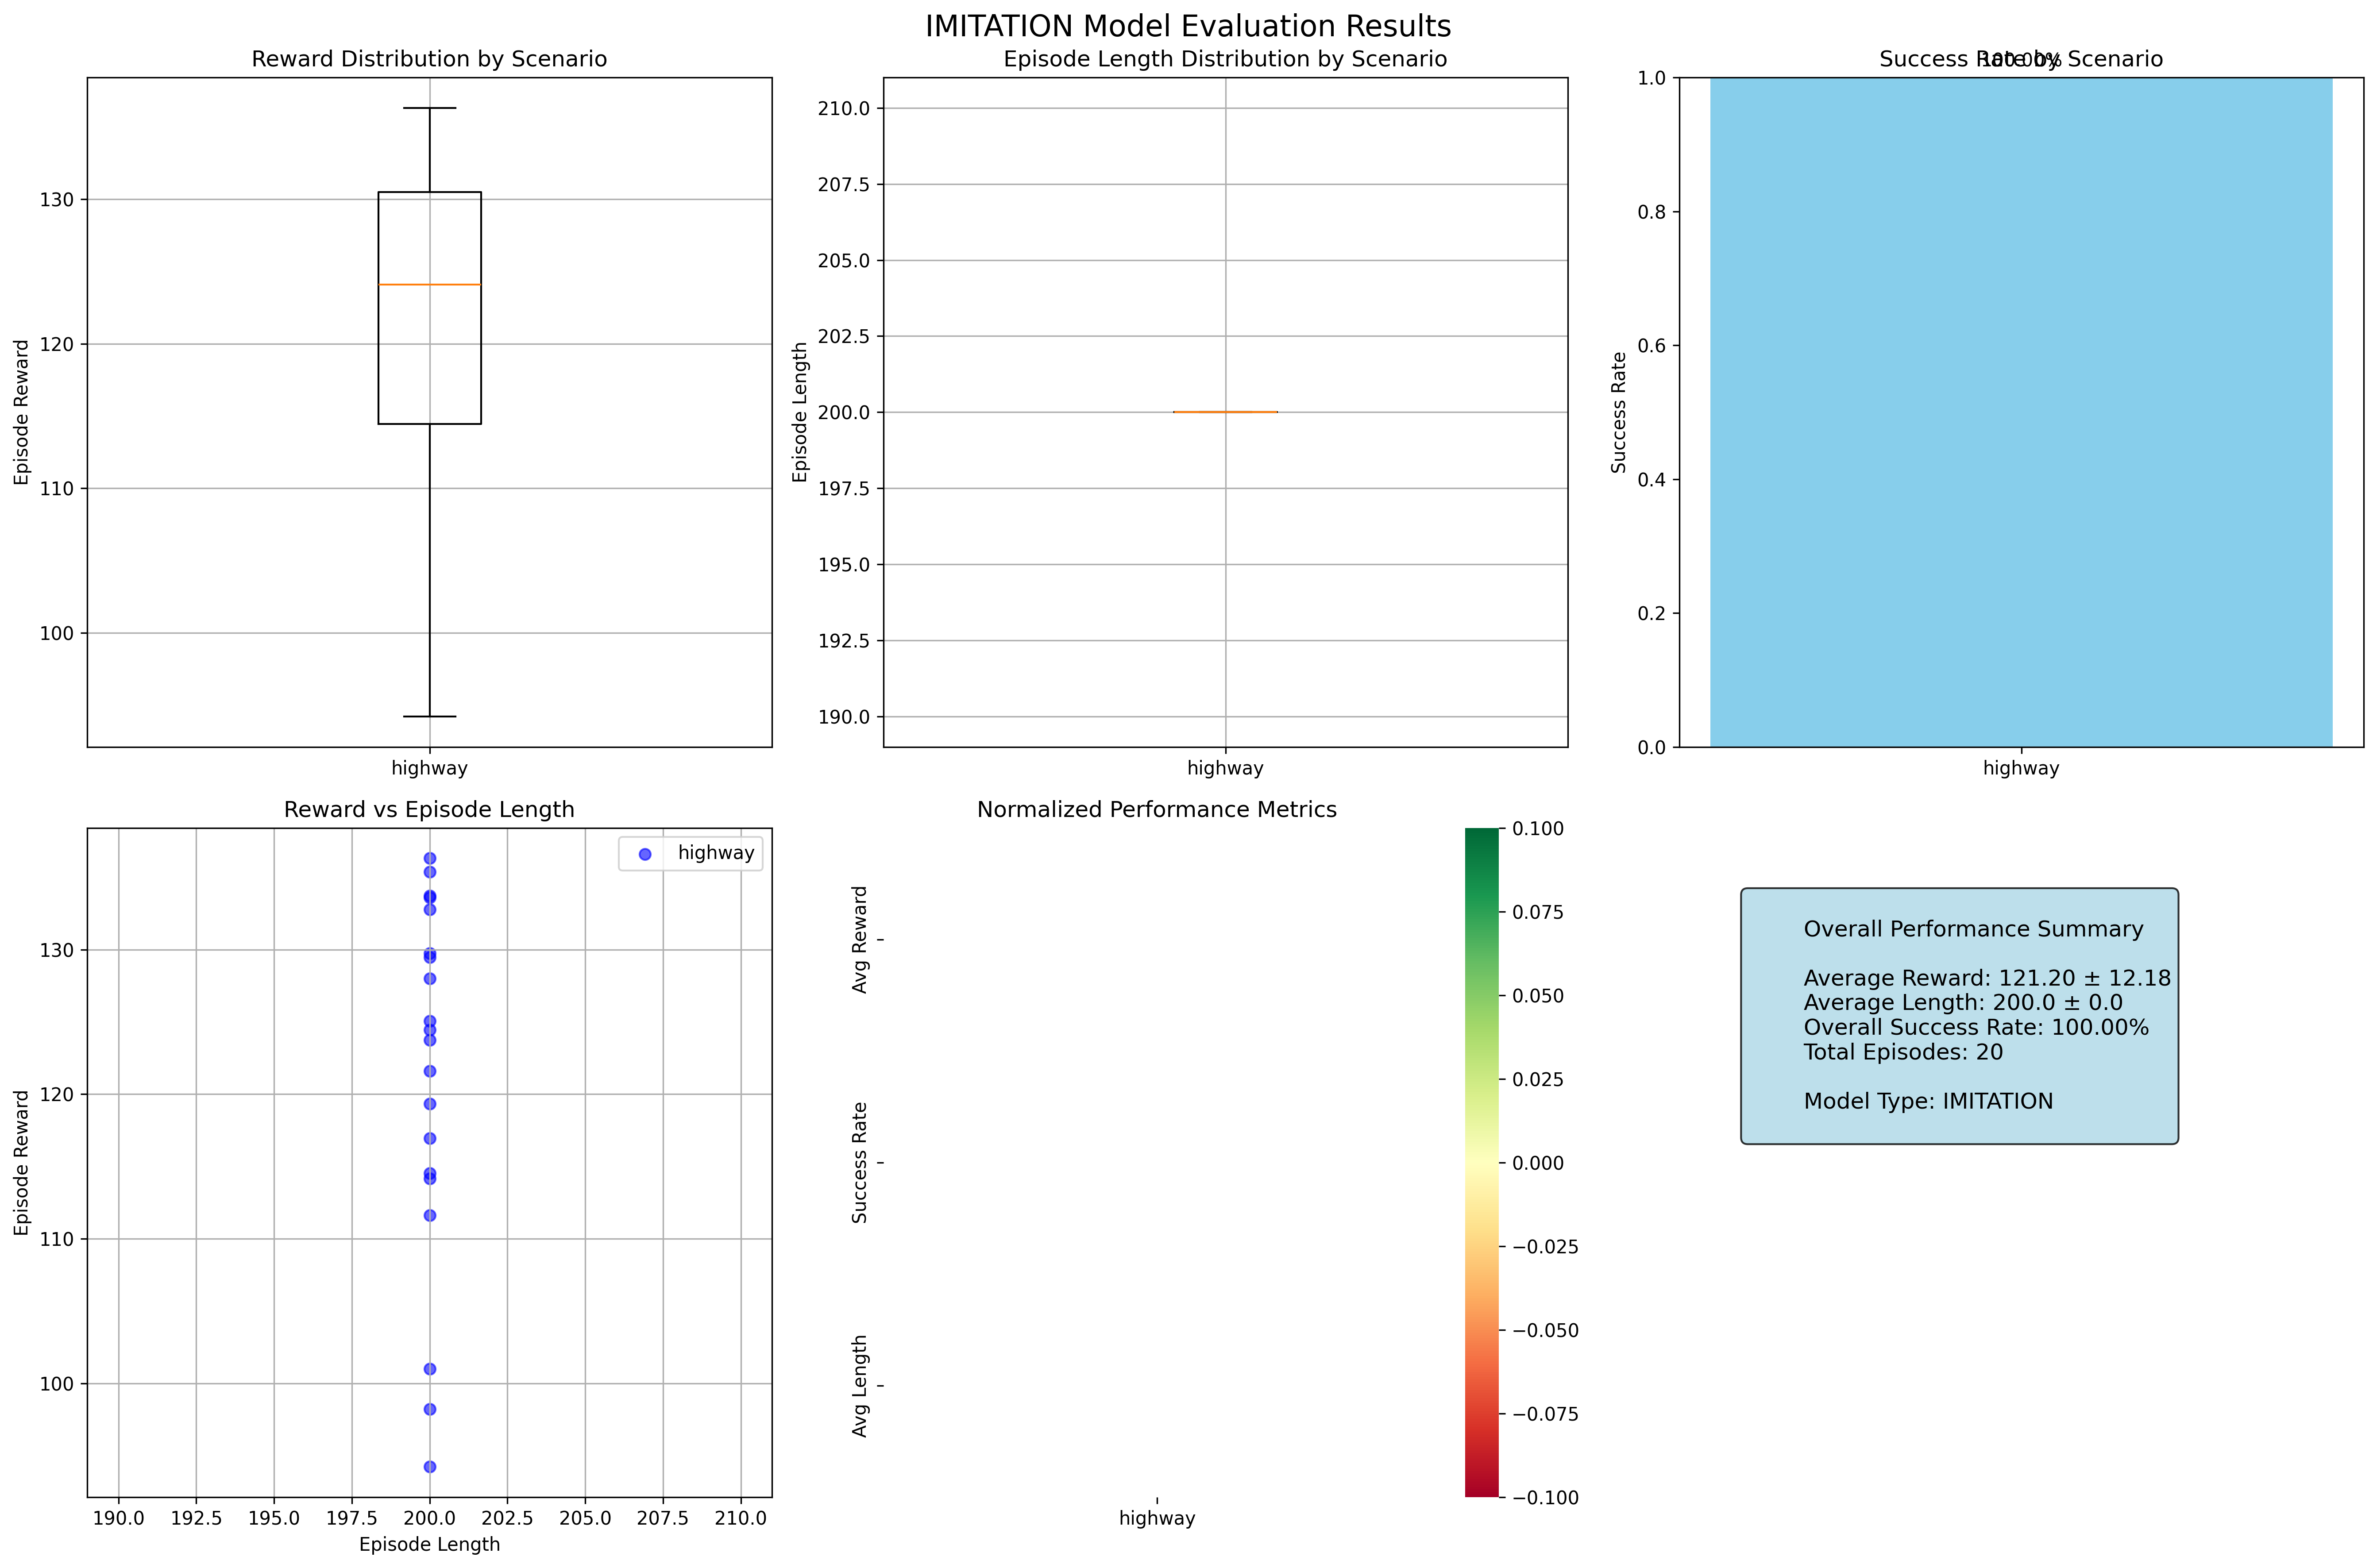 IMITATION Model Evaluation Results
Reward Distribution by Scenario
Episode Reward
130
120
110
100
highway
Episode Length Distribution by Scenario
Episode Length
210.0
207.5
205.0
202.5
200.0
197.5
195.0
192.5
190.0
highway
Success Rate by Scenario
100.00%
Success Rate
1.0
0.8
0.6
0.4
0.2
0.0
highway
Reward vs Episode Length
highway
Episode Reward
130
120
110
100
190.0 192.5 195.0 197.5 200.0 202.5 205.0 207.5 210.0
Episode Length
Normalized Performance Metrics
Avg Reward
Success Rate
Avg Length
highway
0.100
0.075
0.050
0.025
0.000
−0.025
−0.050
−0.075
−0.100
Overall Performance Summary
Average Reward: 121.20 ± 12.18
Average Length: 200.0 ± 0.0
Overall Success Rate: 100.00%
Total Episodes: 20
Model Type: IMITATION